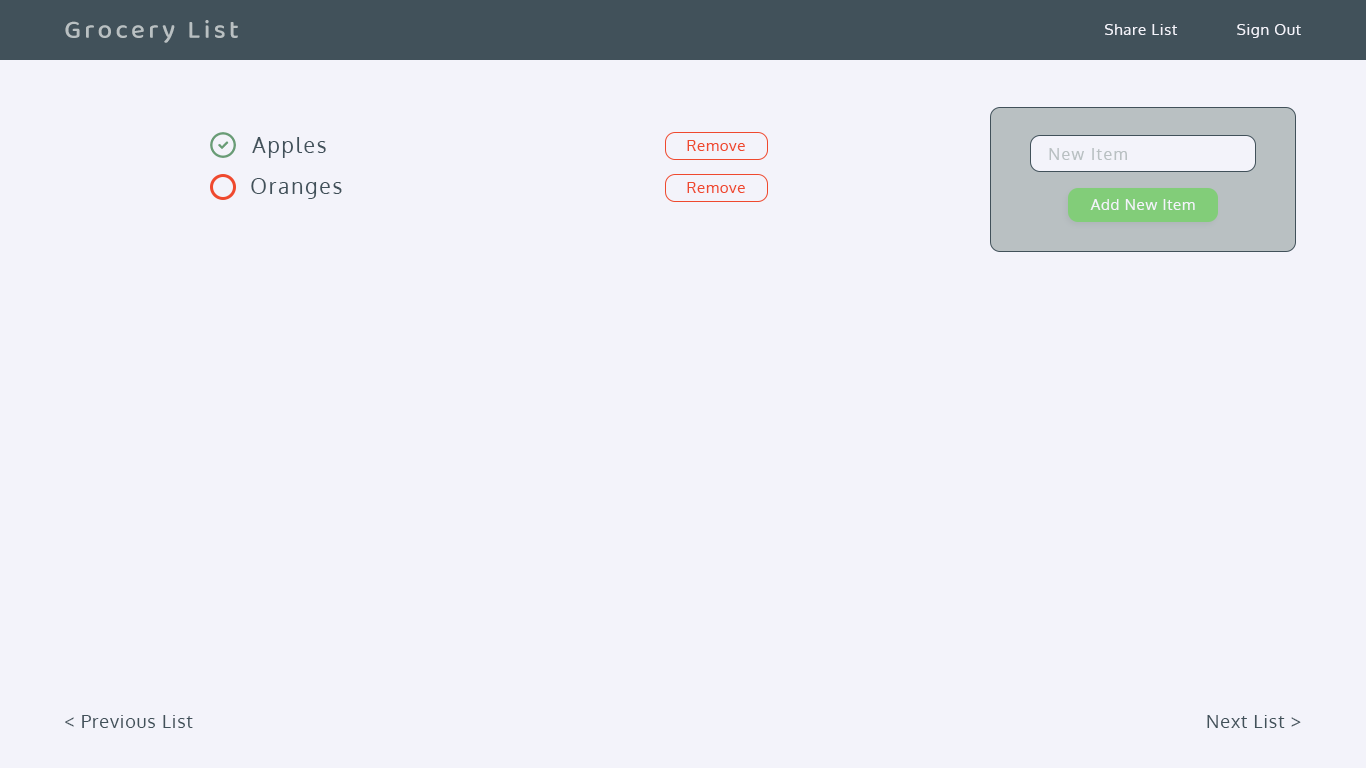 Grocery List
Share List
Sign Out
Apples
Remove
Oranges
Remove
New Item
Add New Item
< Previous List
Next List >